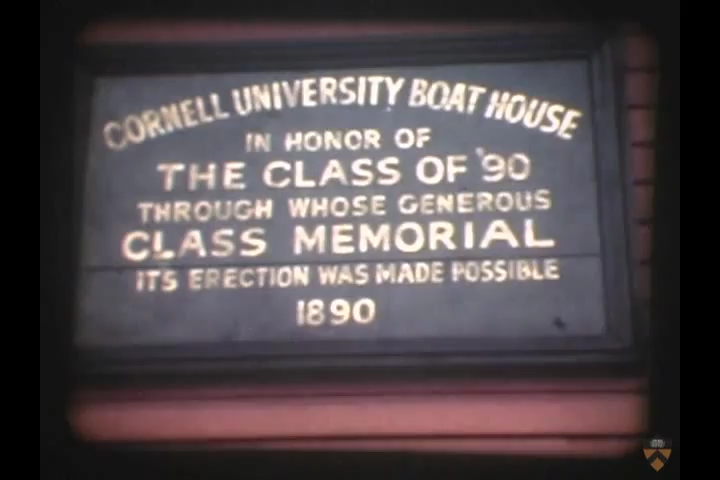 CORNELL UNIVERSITY BOAT HOUSE
IN HONOR OF
THE CLASS OF '90
THROUGH WHOSE GENEROUS
CLASS MEMORIAL
ITS ERECTION WAS MADE POSSIBLE
1890